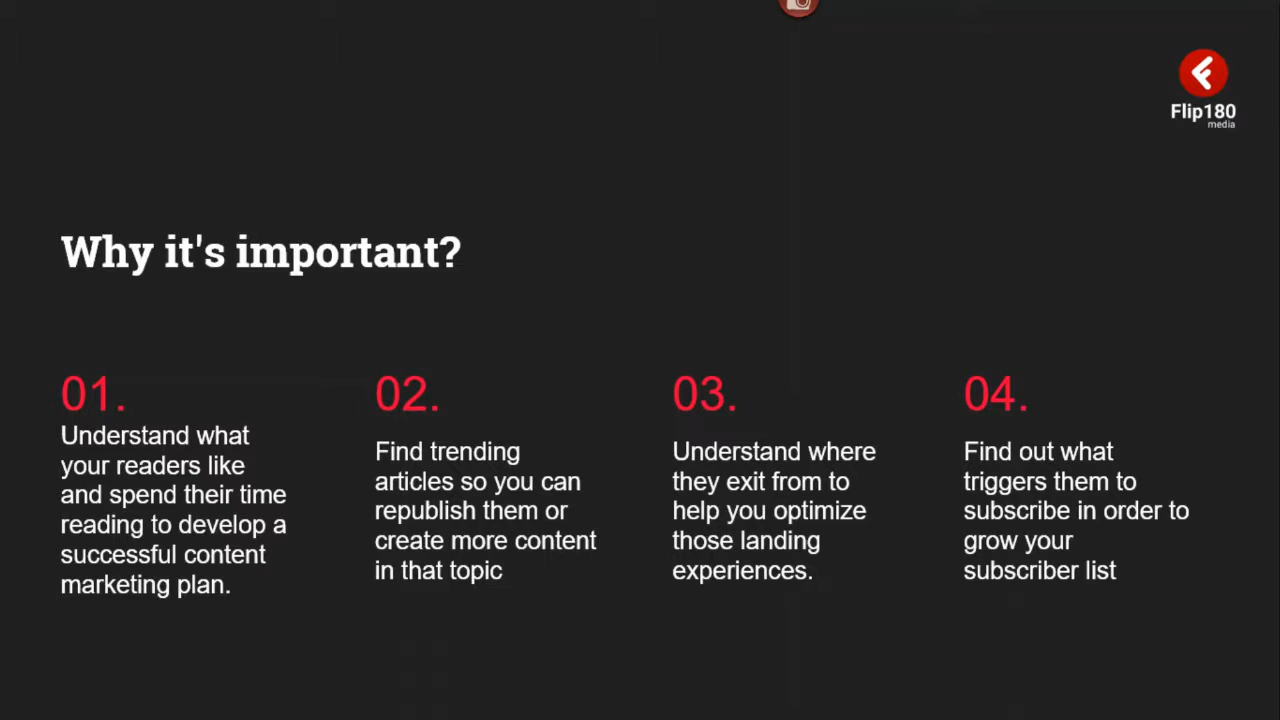 Flip180
media
Why it's important?
01.
Understand what
your readers like
and spend their time
reading to develop a
successful content
marketing plan.
02.
Find trending
articles so you can
republish them or
create more content
in that topic
03.
Understand where
they exit from to
help you optimize
those landing
experiences.
04.
Find out what
triggers them to
subscribe in order to
grow your
subscriber list